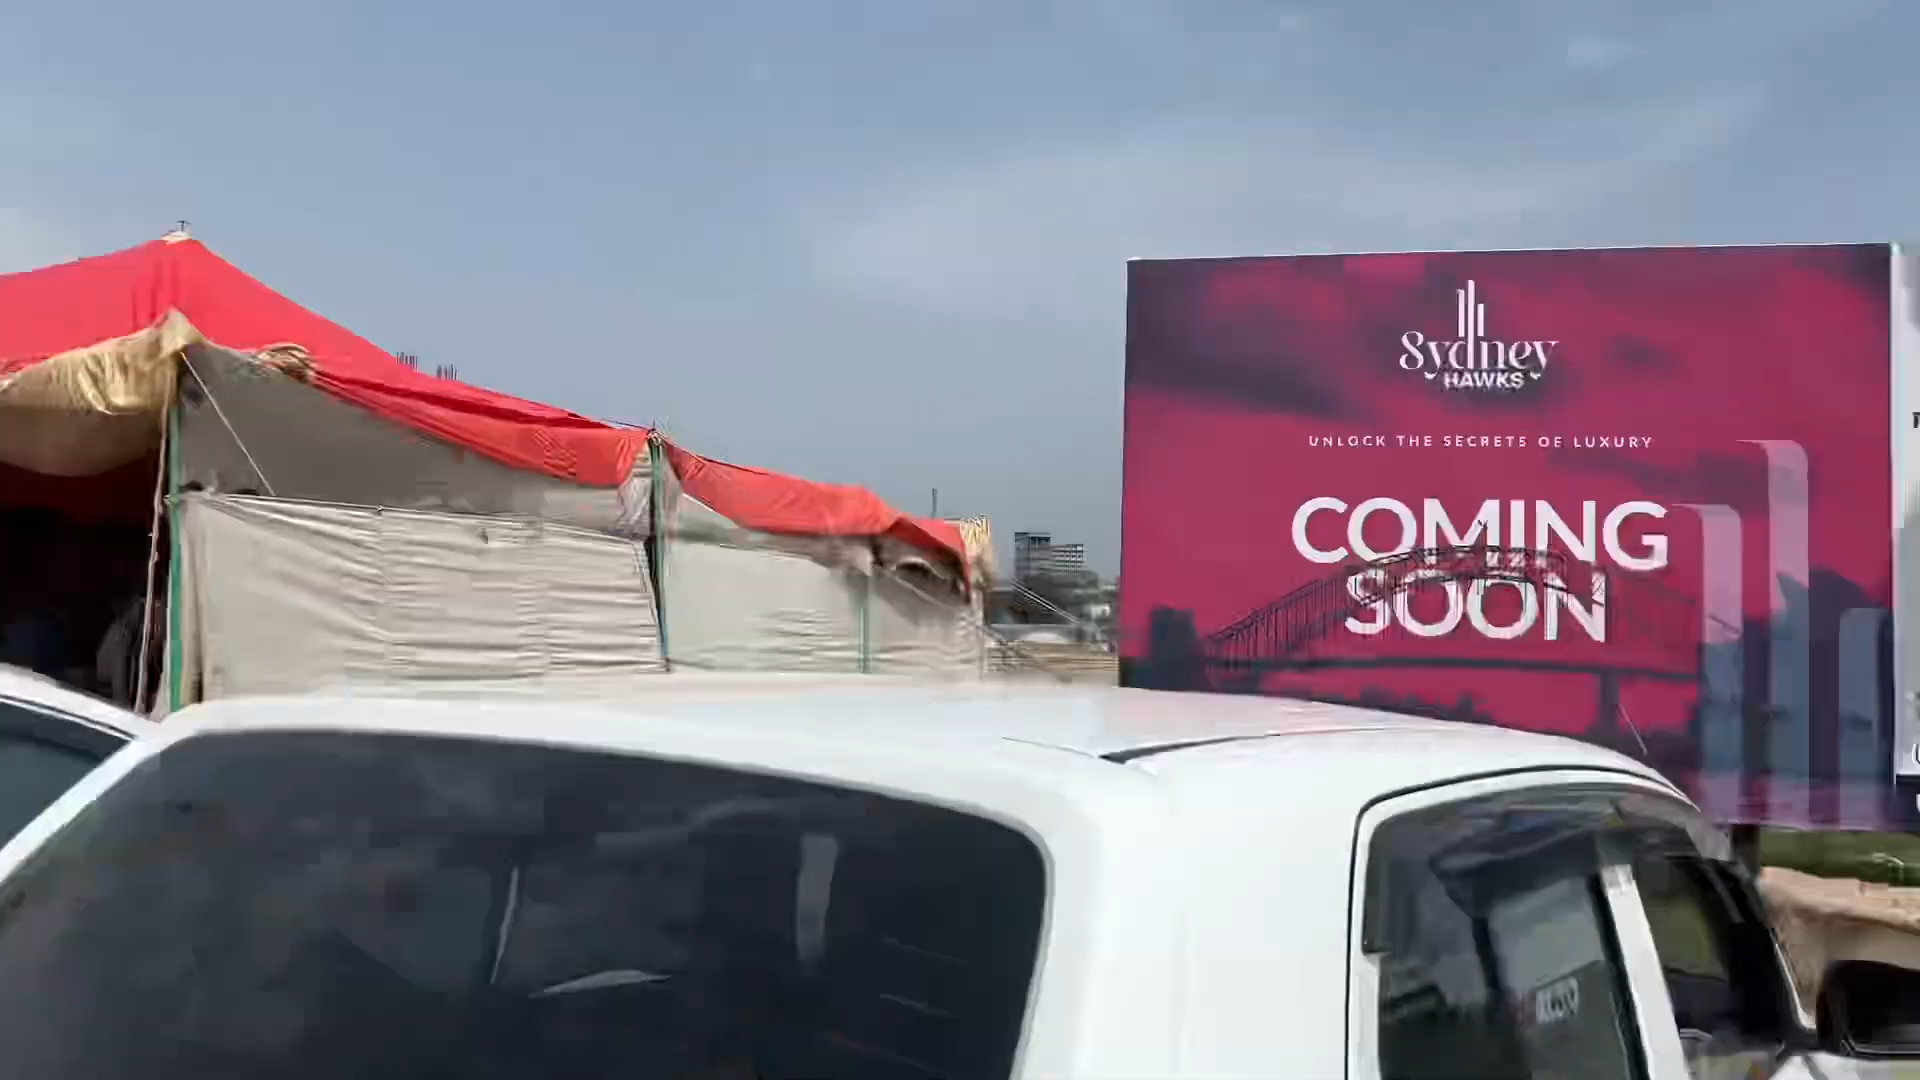 Sydney
HAWKS
UNLOCK THE SECRETS OF LUXURY
COMING
SOON